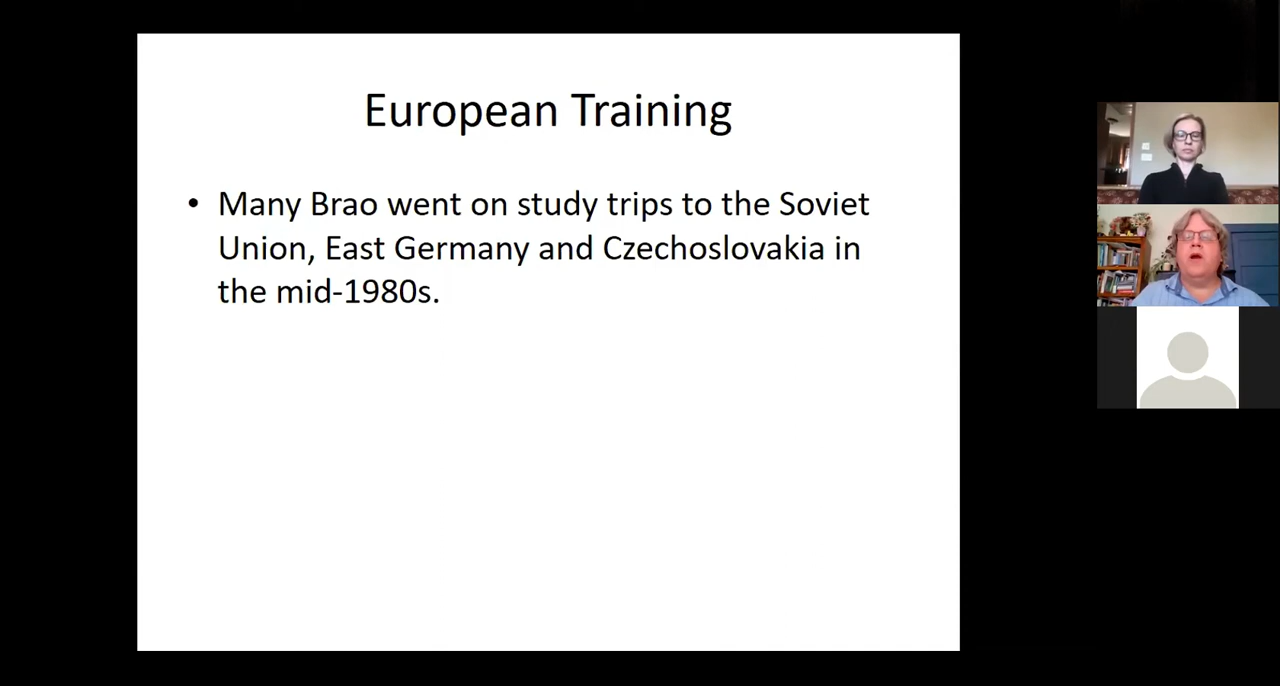 European Training
• Many Brao went on study trips to the Soviet
Union, East Germany and Czechoslovakia in
the mid-1980s.